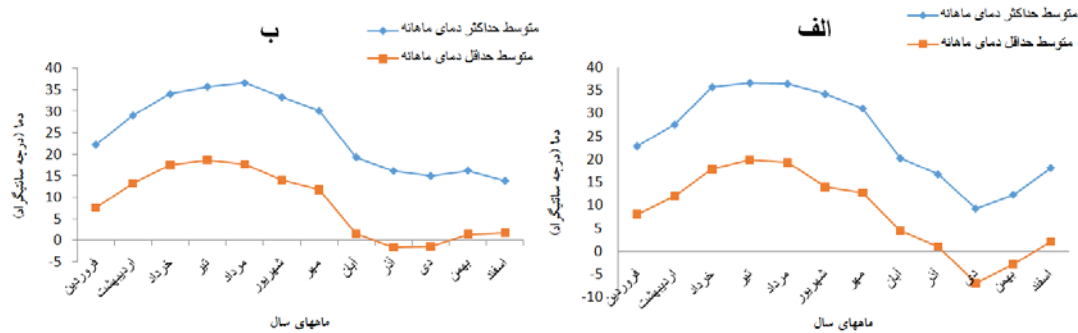 الف
متوسط حداکثر دمای ماهانه
متوسط حداقل دمای ماهانه
دما (درجه سانتیگراد)
40
35
30
25
20
15
10
5
0
-5
-10
فروردین
اردیبهشت
خرداد
تیر
مرداد
شهریور
مهر
آبان
آذر
دی
بهمن
اسفند
ماههای سال
ب
متوسط حداکثر دمای ماهانه
متوسط حداقل دمای ماهانه
دما (درجه سانتیگراد)
40
35
30
25
20
15
10
5
0
-5
فروردین
اردیبهشت
خرداد
تیر
مرداد
شهریور
مهر
آبان
آذر
دی
بهمن
اسفند
ماههای سال